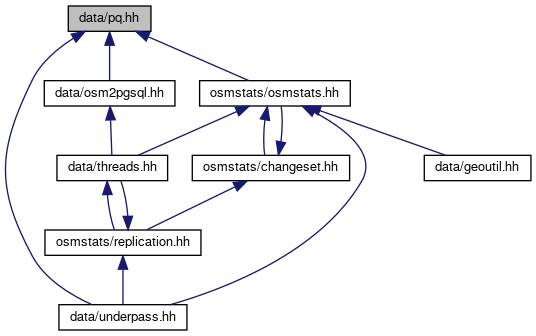 data/pq.hh
data/osm2pgsql.hh
osmstats/osmstats.hh
data/threads.hh
osmstats/changeset.hh
data/geoutil.hh
osmstats/replication.hh
data/underpass.hh